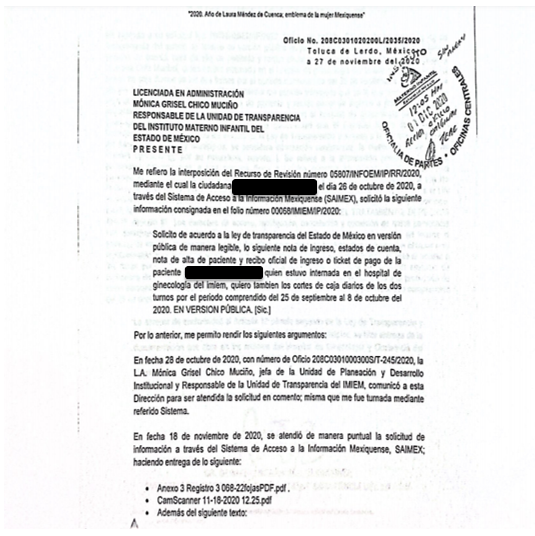 "2020. Año de Laura Méndez de Cuenca; emblema de la mujer Mexiquense"
Oficio No. 208C0301020200L/2035/2020
Toluca de Lerdo, México
a 27 de noviembre del 2020
LICENCIADA EN ADMINISTRACIÓN
MÓNICA GRISEL CHICO MUCIÑO
RESPONSABLE DE LA UNIDAD DE TRANSPARENCIA
DEL INSTITUTO MATERNO INFANTIL DEL
ESTADO DE MÉXICO
P R E S E N T E
MATERNO INFANTIL
12:05
01 DIC 2020
OFICIALIA DE PARTES • OFICINAS CENTRALES
Me refiero la interposición del Recurso de Revisión número 05807/INFOEM/IP/RR/2020,
mediante el cual la ciudadana el día 26 de octubre de 2020, a
través del Sistema de Acceso a la Información Mexiquense (SAIMEX), solicitó la siguiente
información consignada en el folio número 00068/IMIEM/IP/2020:
Solicito de acuerdo a la ley de transparencia del Estado de México en versión
pública de manera legible, lo siguiente nota de ingreso, estados de cuenta,
nota de alta de paciente y recibo oficial de ingreso o ticket de pago de la
paciente quien estuvo internada en el hospital de
ginecología del imiem, quiero tambien los cortes de caja diarios de los dos
turnos por el periodo comprendido del 25 de septiembre al 8 de octubre del
2020. EN VERSIÓN PÚBLICA. [Sic.]
Por lo anterior, me permito rendir los siguientes argumentos:
En fecha 28 de octubre de 2020, con número de Oficio 208C0301000300S/T-245/2020, la
L.A. Mónica Grisel Chico Muciño, jefa de la Unidad de Planeación y Desarrollo
Institucional y Responsable de la Unidad de Transparencia del IMIEM, comunicó a esta
Dirección para ser atendida la solicitud en comento; misma que me fue turnada mediante
referido Sistema.
En fecha 18 de noviembre de 2020, se atendió de manera puntual la solicitud de
información a través del Sistema de Acceso a la Información Mexiquense, SAIMEX;
haciendo entrega de lo siguiente:
• Anexo 3 Registro 3 068-22fojasPDF.pdf .
• CamScanner 11-18-2020 12.25.pdf
• Además del siguiente texto: